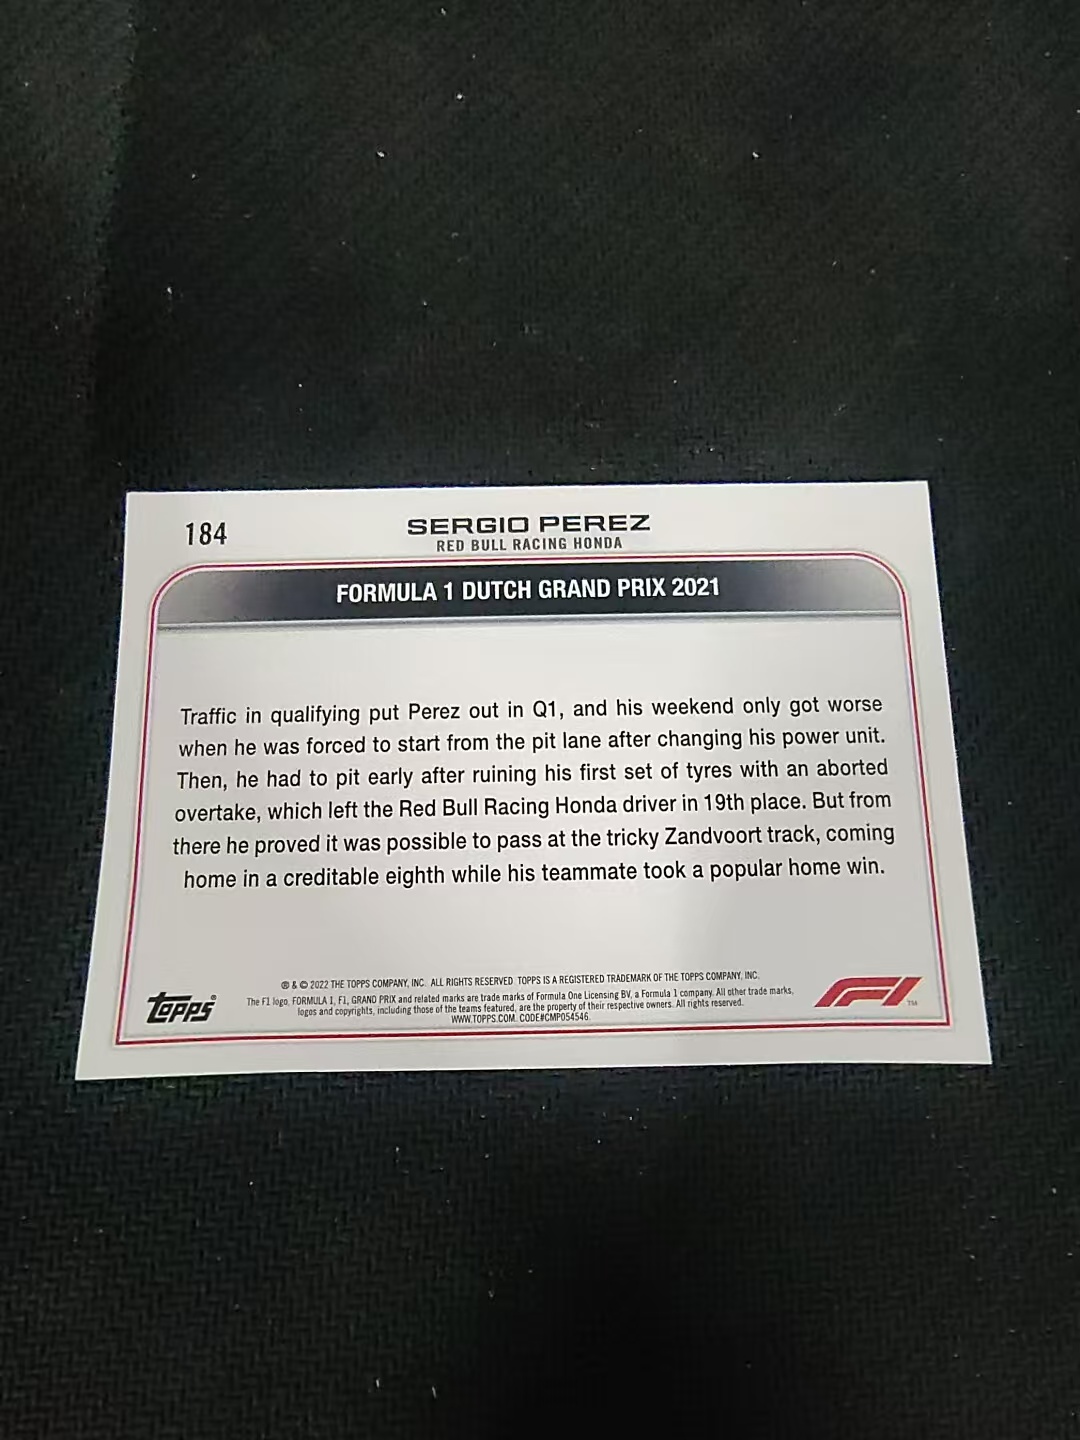 184
SERGIO PEREZ
RED BULL RACING HONDA
FORMULA 1 DUTCH GRAND PRIX 2021
Traffic in qualifying put Perez out in Q1, and his weekend only got worse
when he was forced to start from the pit lane after changing his power unit.
Then, he had to pit early after ruining his first set of tyres with an aborted
overtake, which left the Red Bull Racing Honda driver in 19th place. But from
there he proved it was possible to pass at the tricky Zandvoort track, coming
home in a creditable eighth while his teammate took a popular home win.
® & © 2022 THE TOPPS COMPANY, INC. ALL RIGHTS RESERVED. TOPPS IS A REGISTERED TRADEMARK OF THE TOPPS COMPANY, INC.
The F1 logo, FORMULA 1, F1, GRAND PRIX and related marks are trade marks of Formula One Licensing BV, a Formula 1 company. All other trade marks,
logos and copyrights, including those of the teams featured, are the property of their respective owners. All rights reserved.
WWW.TOPPS.COM. CODE#CMP054546.
topps®
F1™